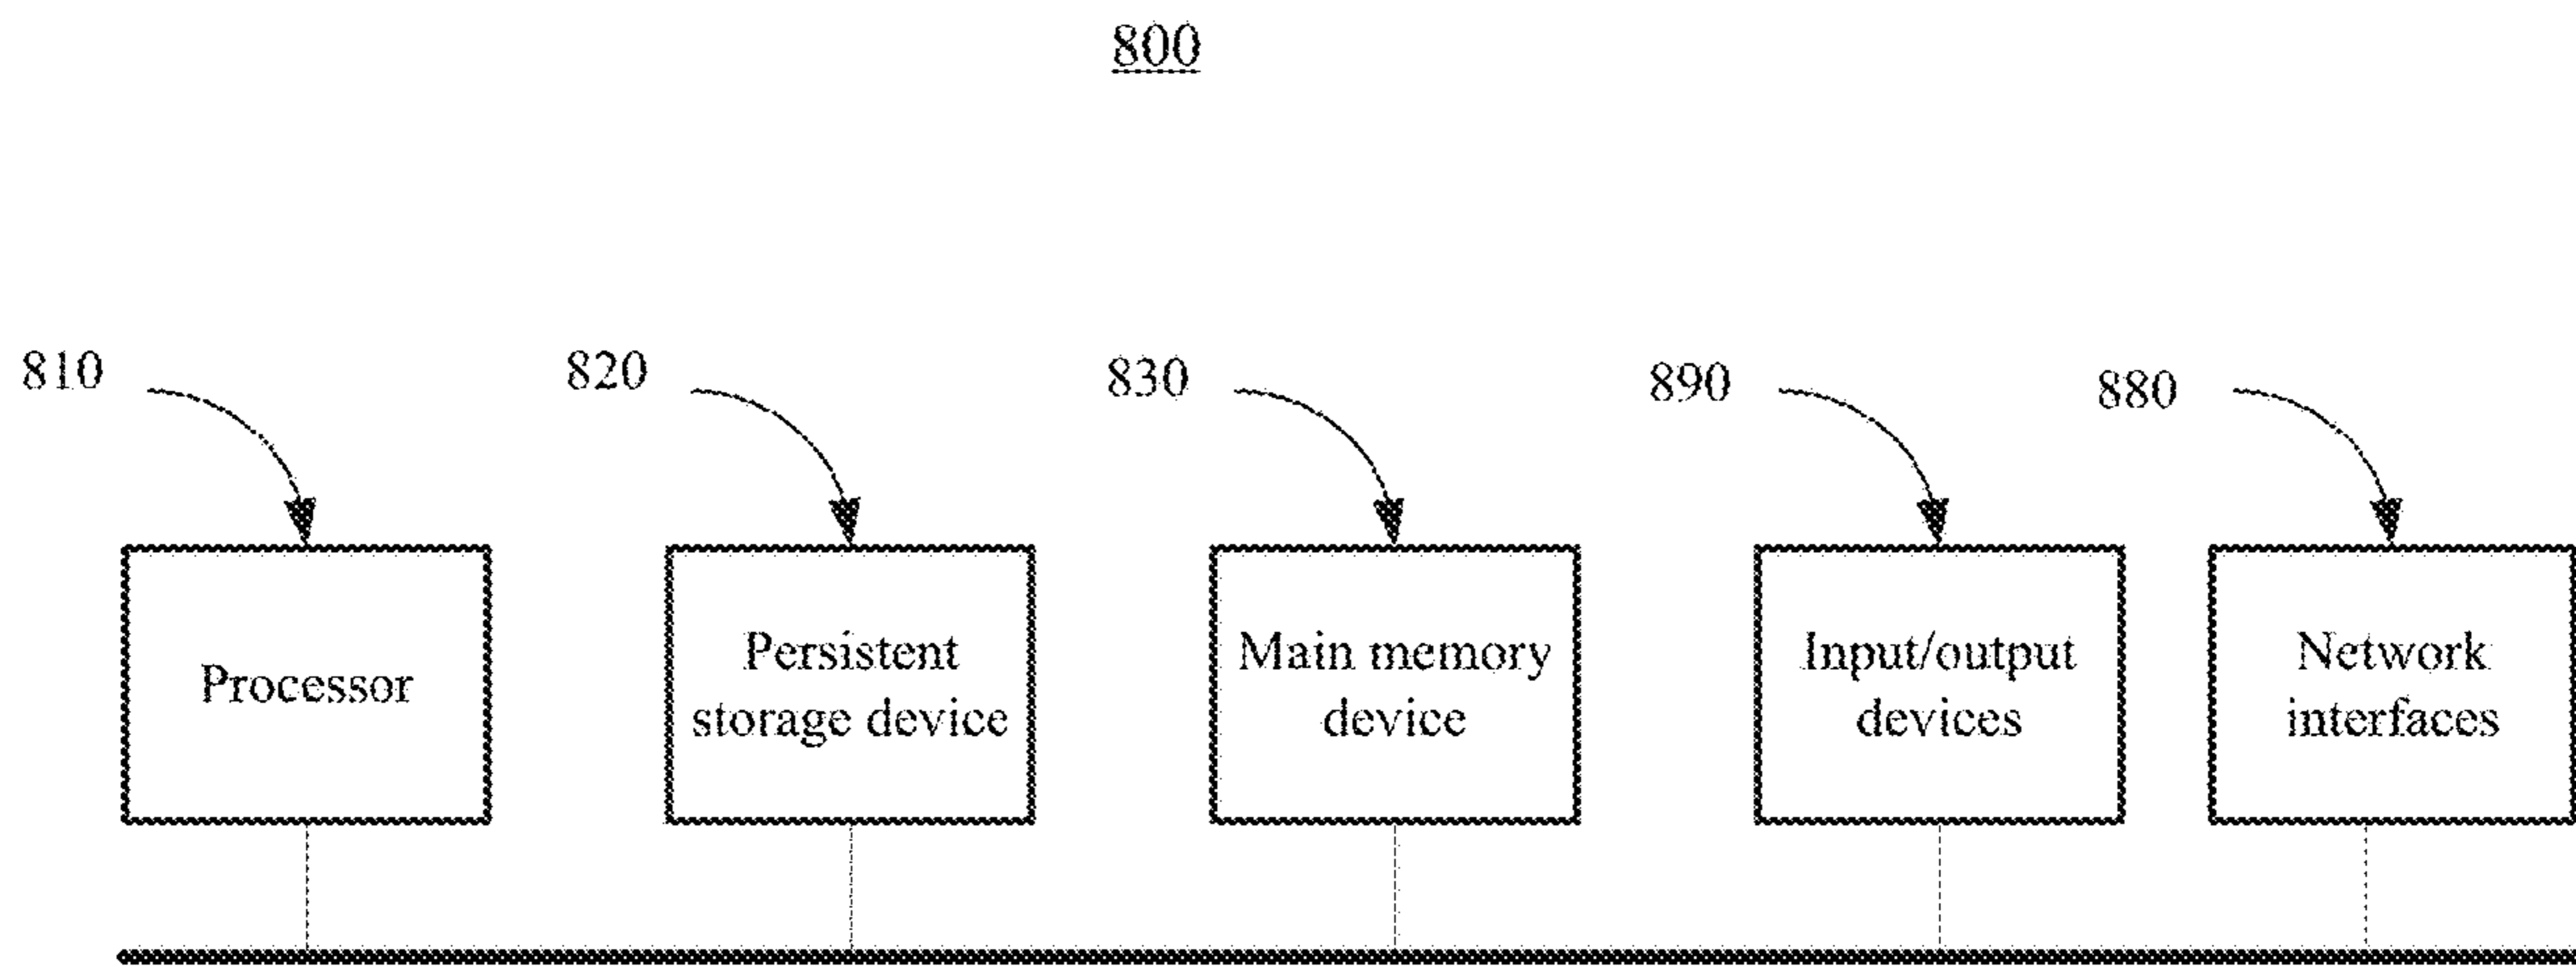 800
810
820
830
890
880
Processor
Persistent
storage device
Main memory
device
Input/output
devices
Network
interfaces